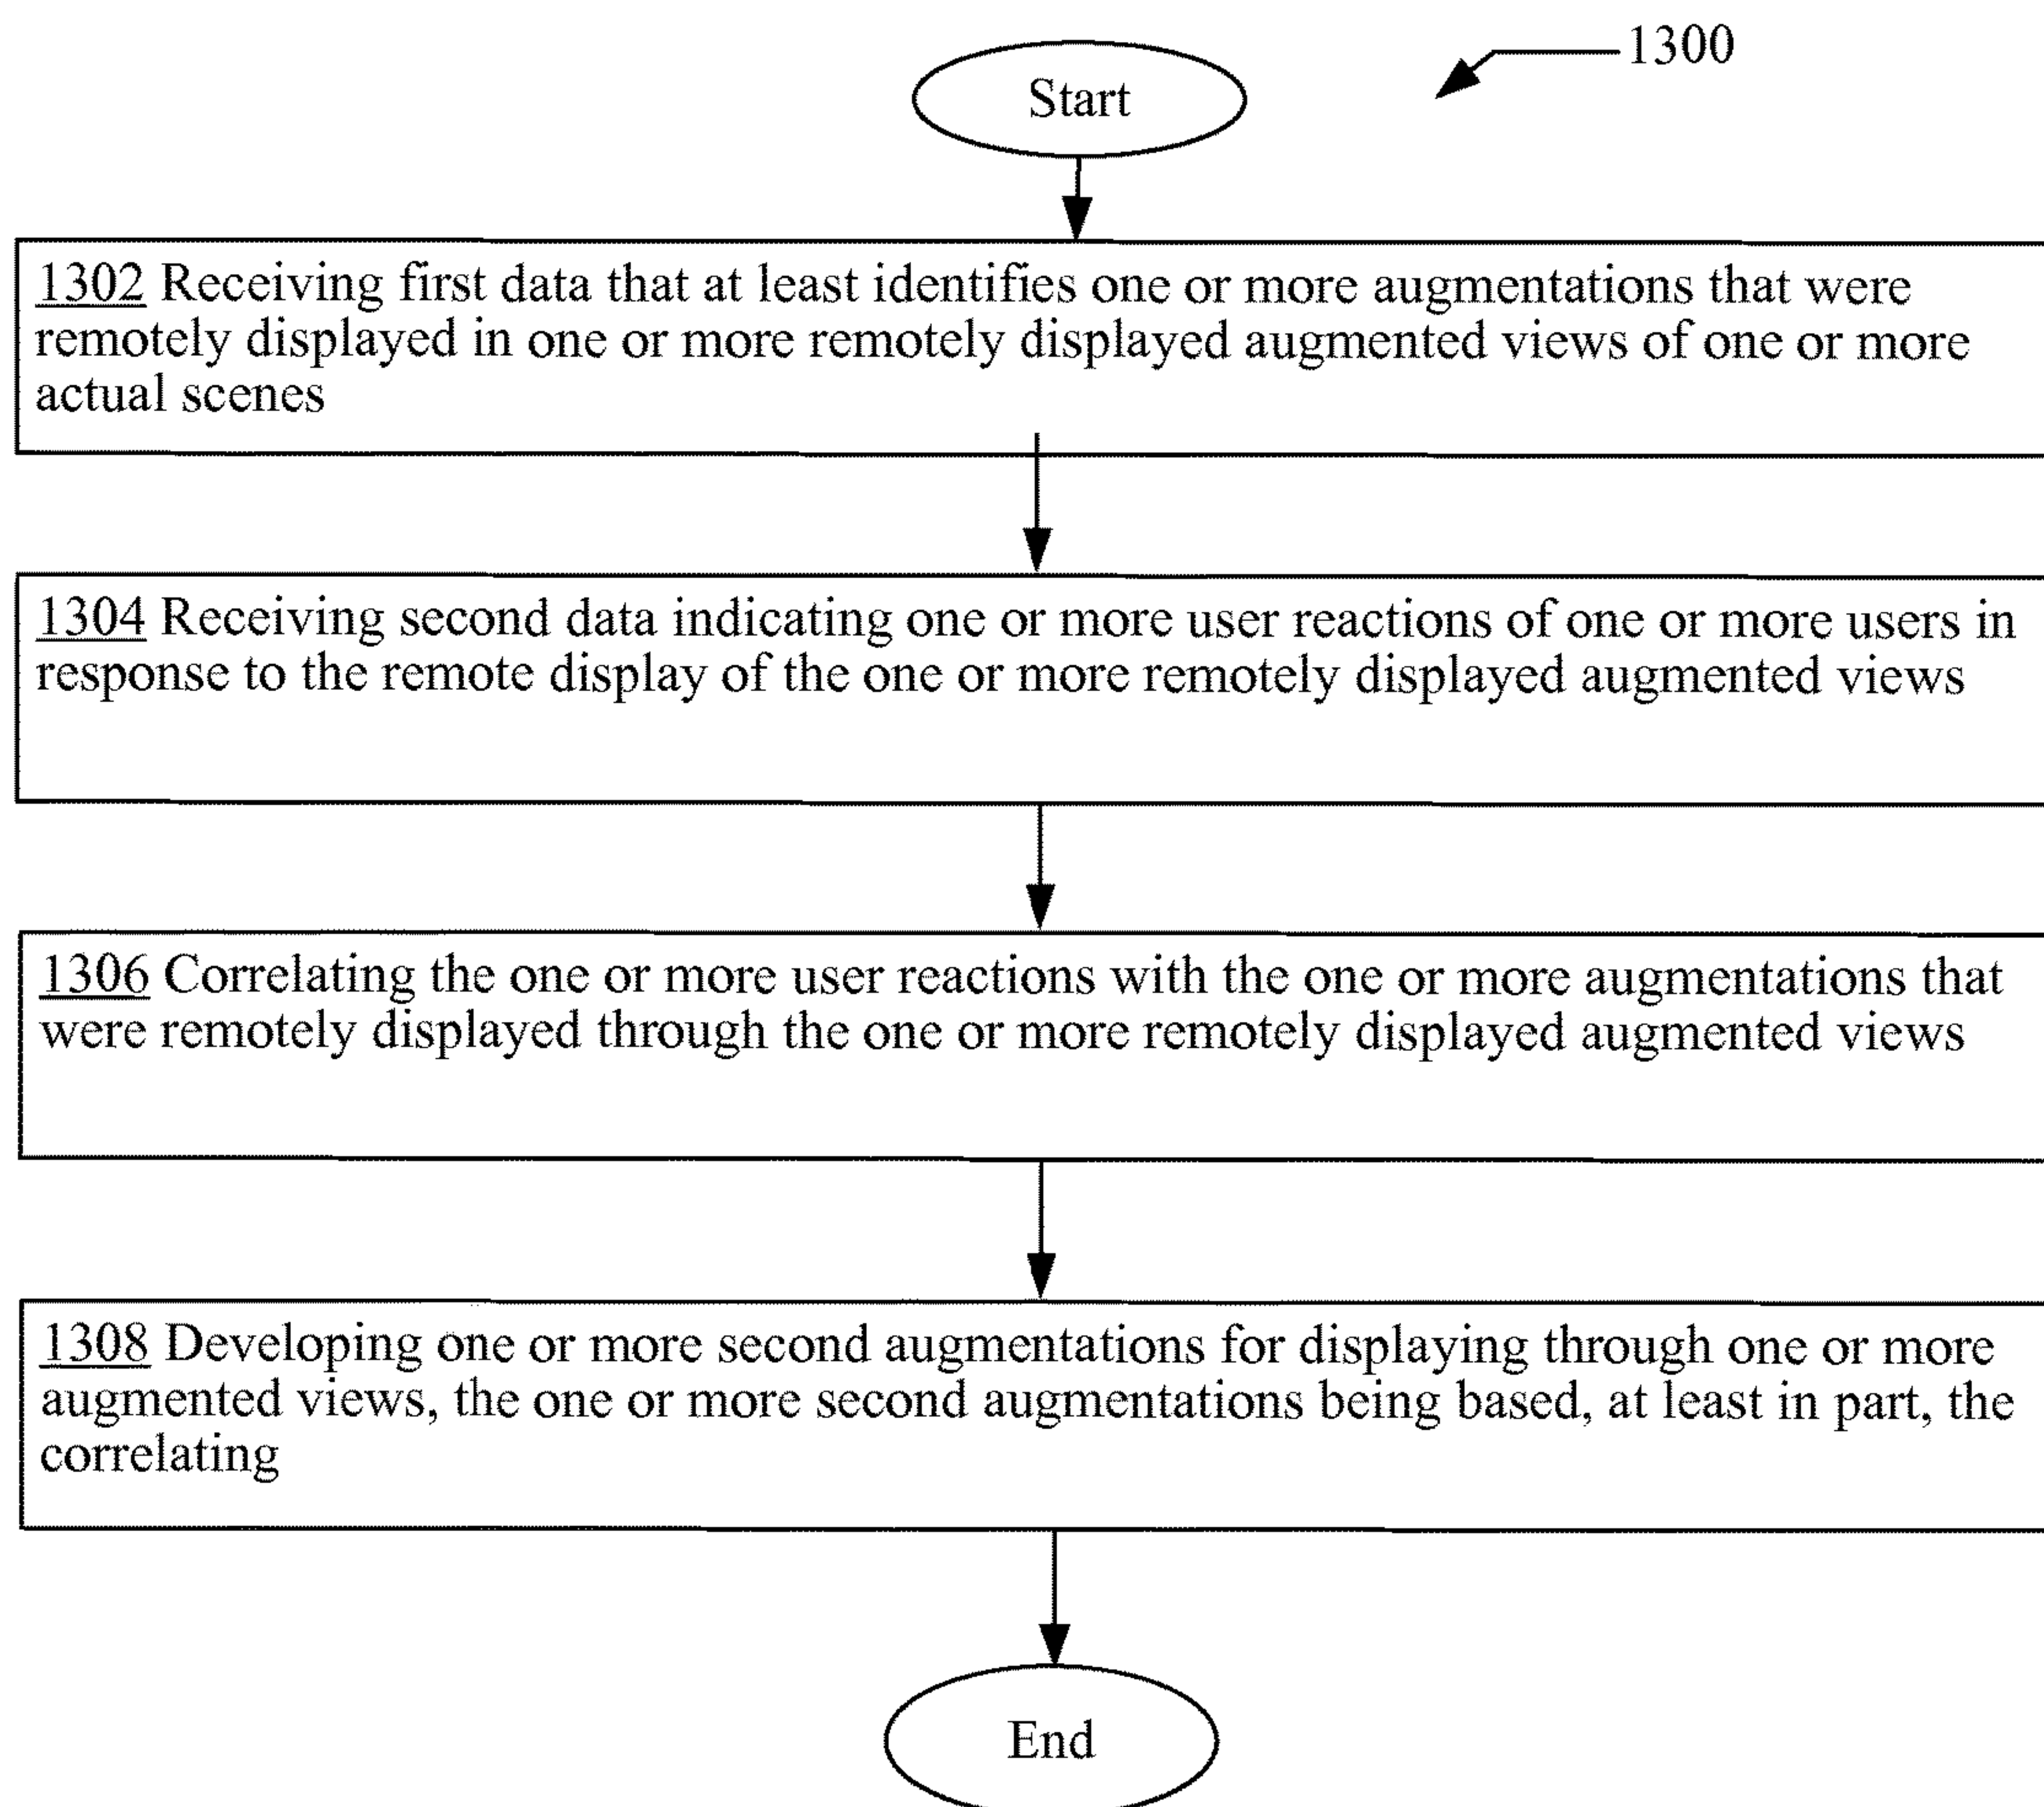 1300
Start
1302 Receiving first data that at least identifies one or more augmentations that were
remotely displayed in one or more remotely displayed augmented views of one or more
actual scenes
1304 Receiving second data indicating one or more user reactions of one or more users in
response to the remote display of the one or more remotely displayed augmented views
1306 Correlating the one or more user reactions with the one or more augmentations that
were remotely displayed through the one or more remotely displayed augmented views
1308 Developing one or more second augmentations for displaying through one or more
augmented views, the one or more second augmentations being based, at least in part, the
correlating
End